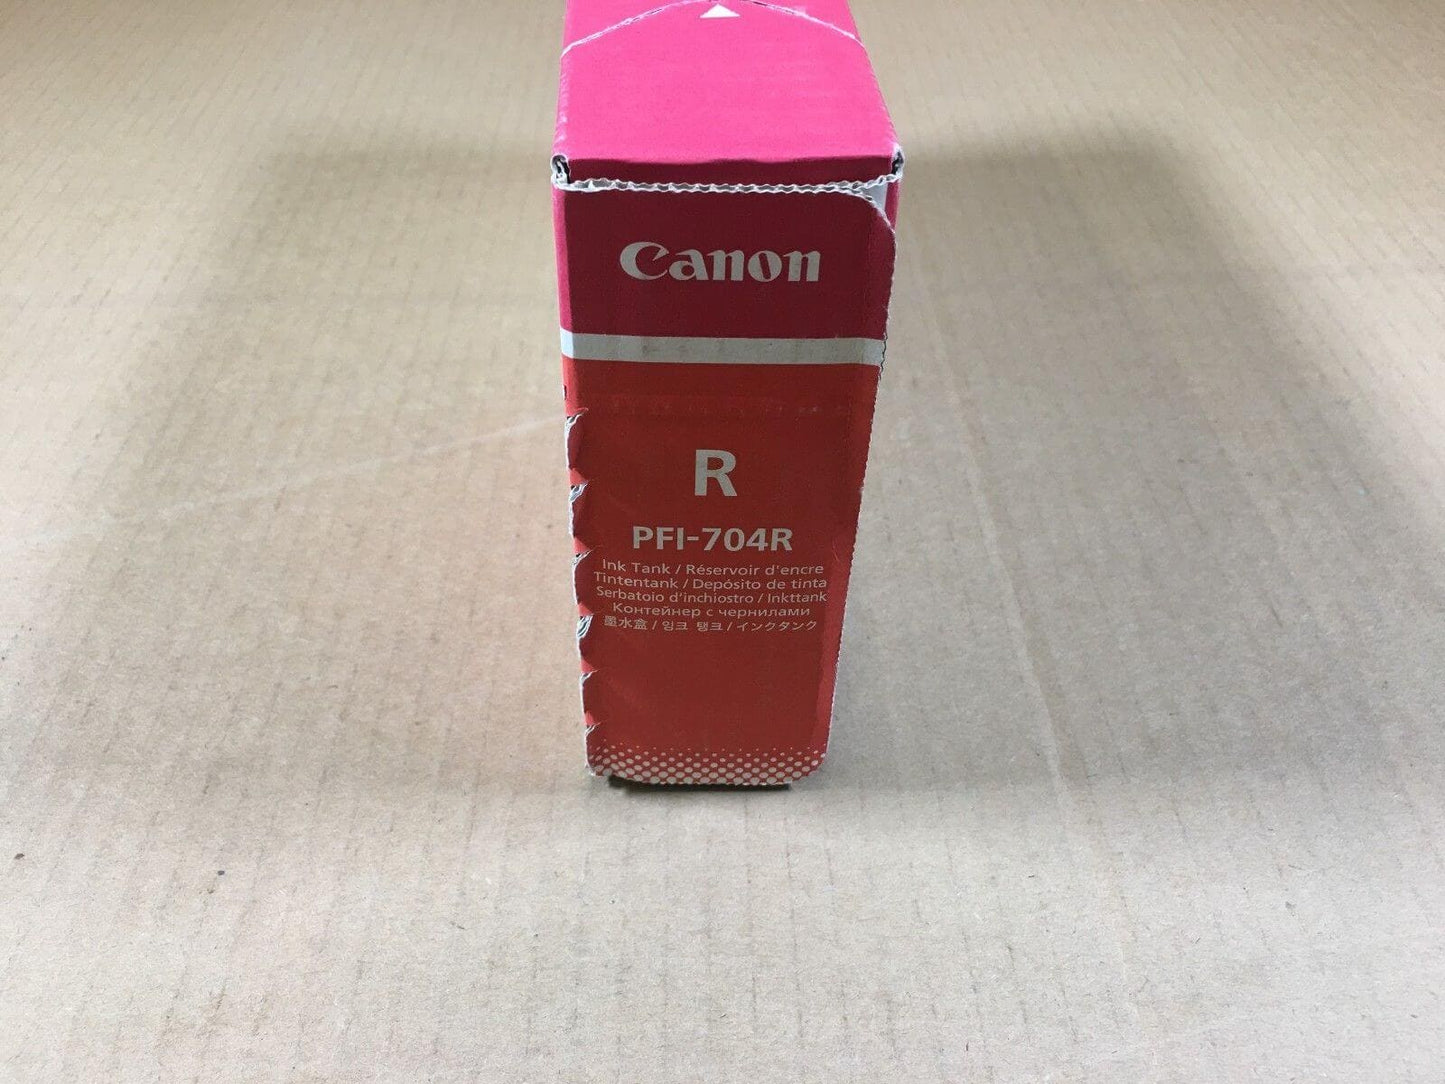 Canon
R
PFI-704R
Ink Tank / Réservoir d'encre
Tintentank / Depósito de tinta
Serbatoio d'inchiostro / Inkttank
Контейнер с чернилами
墨水盒 / 잉크 탱크 / インクタンク